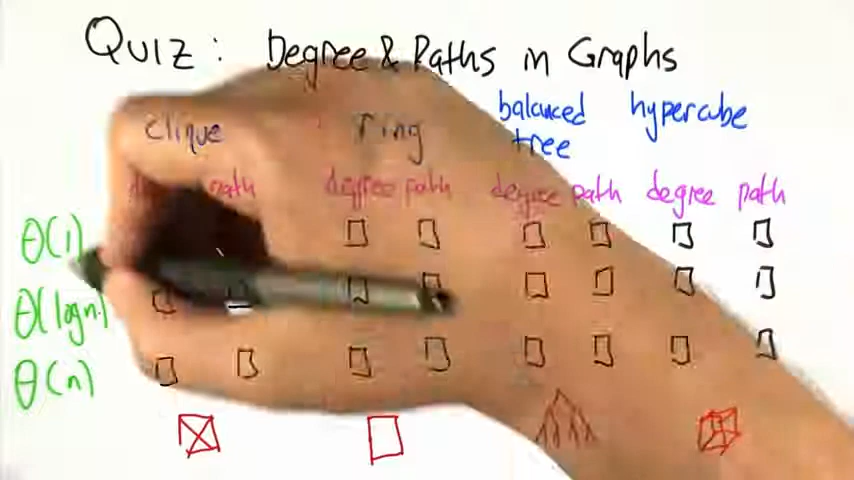 QUIZ: Degree & Paths in Graphs
clique ring balanced tree hypercube
path degree path degree path degree path
Θ(1)
Θ(log n)
Θ(n)